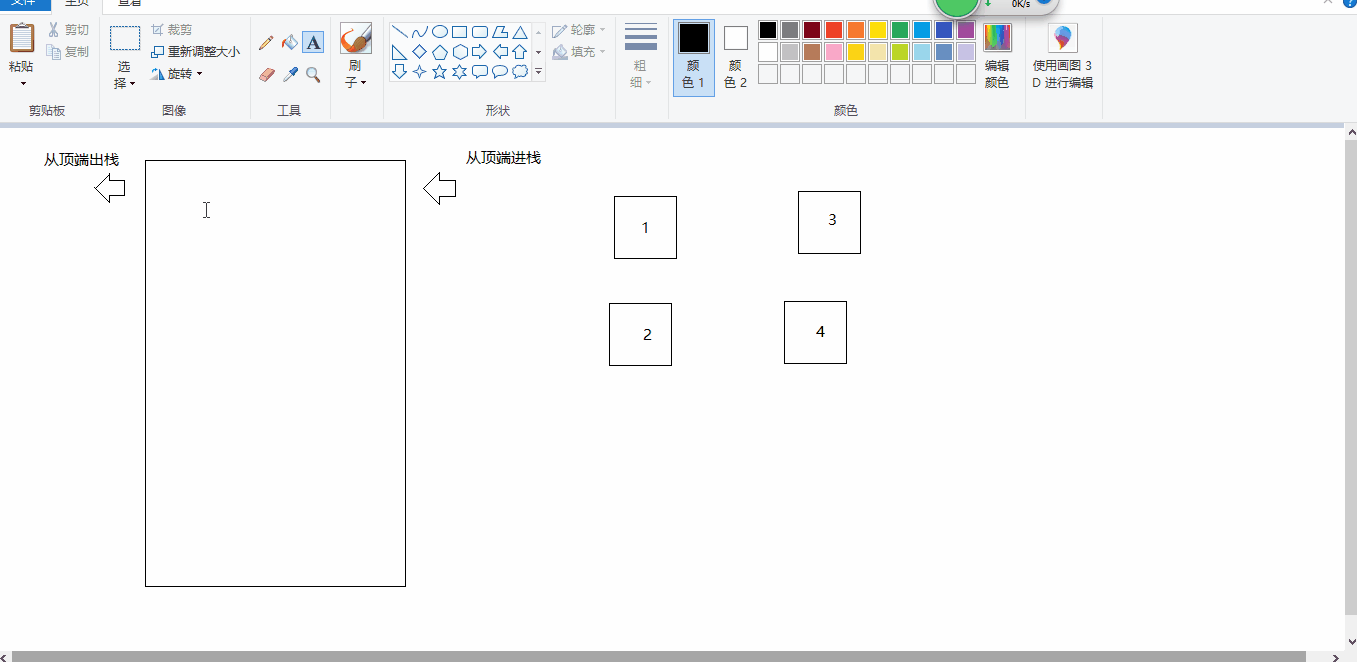 文件
主页
查看
0K/s
粘贴
剪切
复制
剪贴板
选
择
裁剪
重新调整大小
旋转
图像
A
工具
刷
子
轮廓
填充
形状
粗
细
颜
色 1
颜
色 2
编辑
颜色
颜色
使用画图 3
D 进行编辑
从顶端出栈
从顶端进栈
1
3
2
4